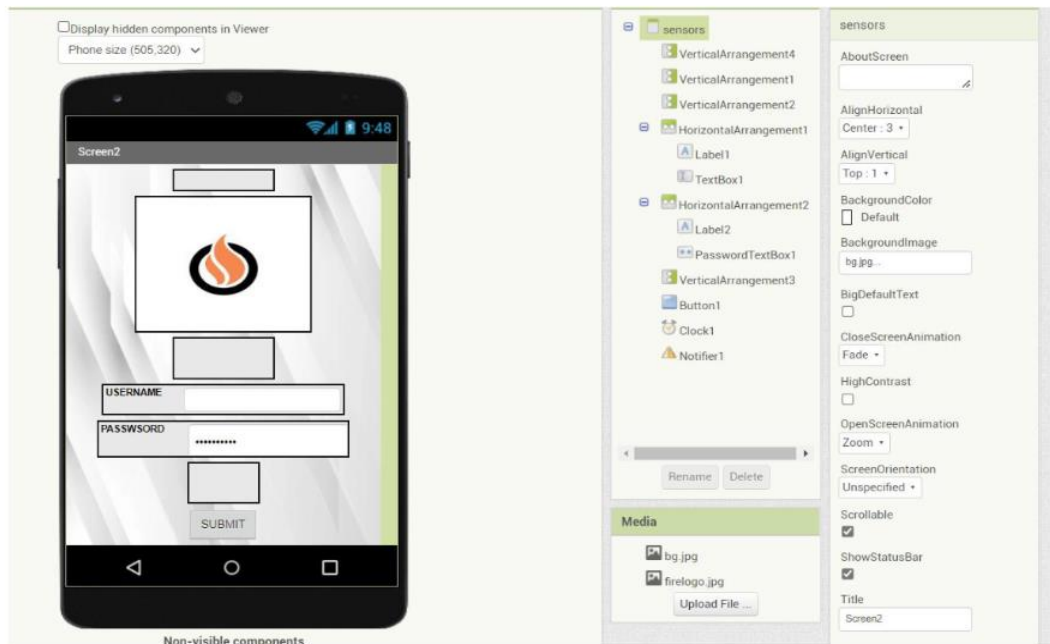 Display hidden components in Viewer
Phone size (505,320)
9:48
Screen2
USERNAME
PASSWSORD
SUBMIT
Non-visible components
sensors
VerticalArrangement4
VerticalArrangement1
VerticalArrangement2
HorizontalArrangement1
Label1
TextBox1
HorizontalArrangement2
Label2
PasswordTextBox1
VerticalArrangement3
Button1
Clock1
Notifier1
Rename Delete
Media
bg.jpg
firelogo.jpg
Upload File ...
sensors
AboutScreen
AlignHorizontal
Center : 3
AlignVertical
Top : 1
BackgroundColor
Default
BackgroundImage
bg.jpg...
BigDefaultText
CloseScreenAnimation
Fade
HighContrast
OpenScreenAnimation
Zoom
ScreenOrientation
Unspecified
Scrollable
ShowStatusBar
Title
Screen2